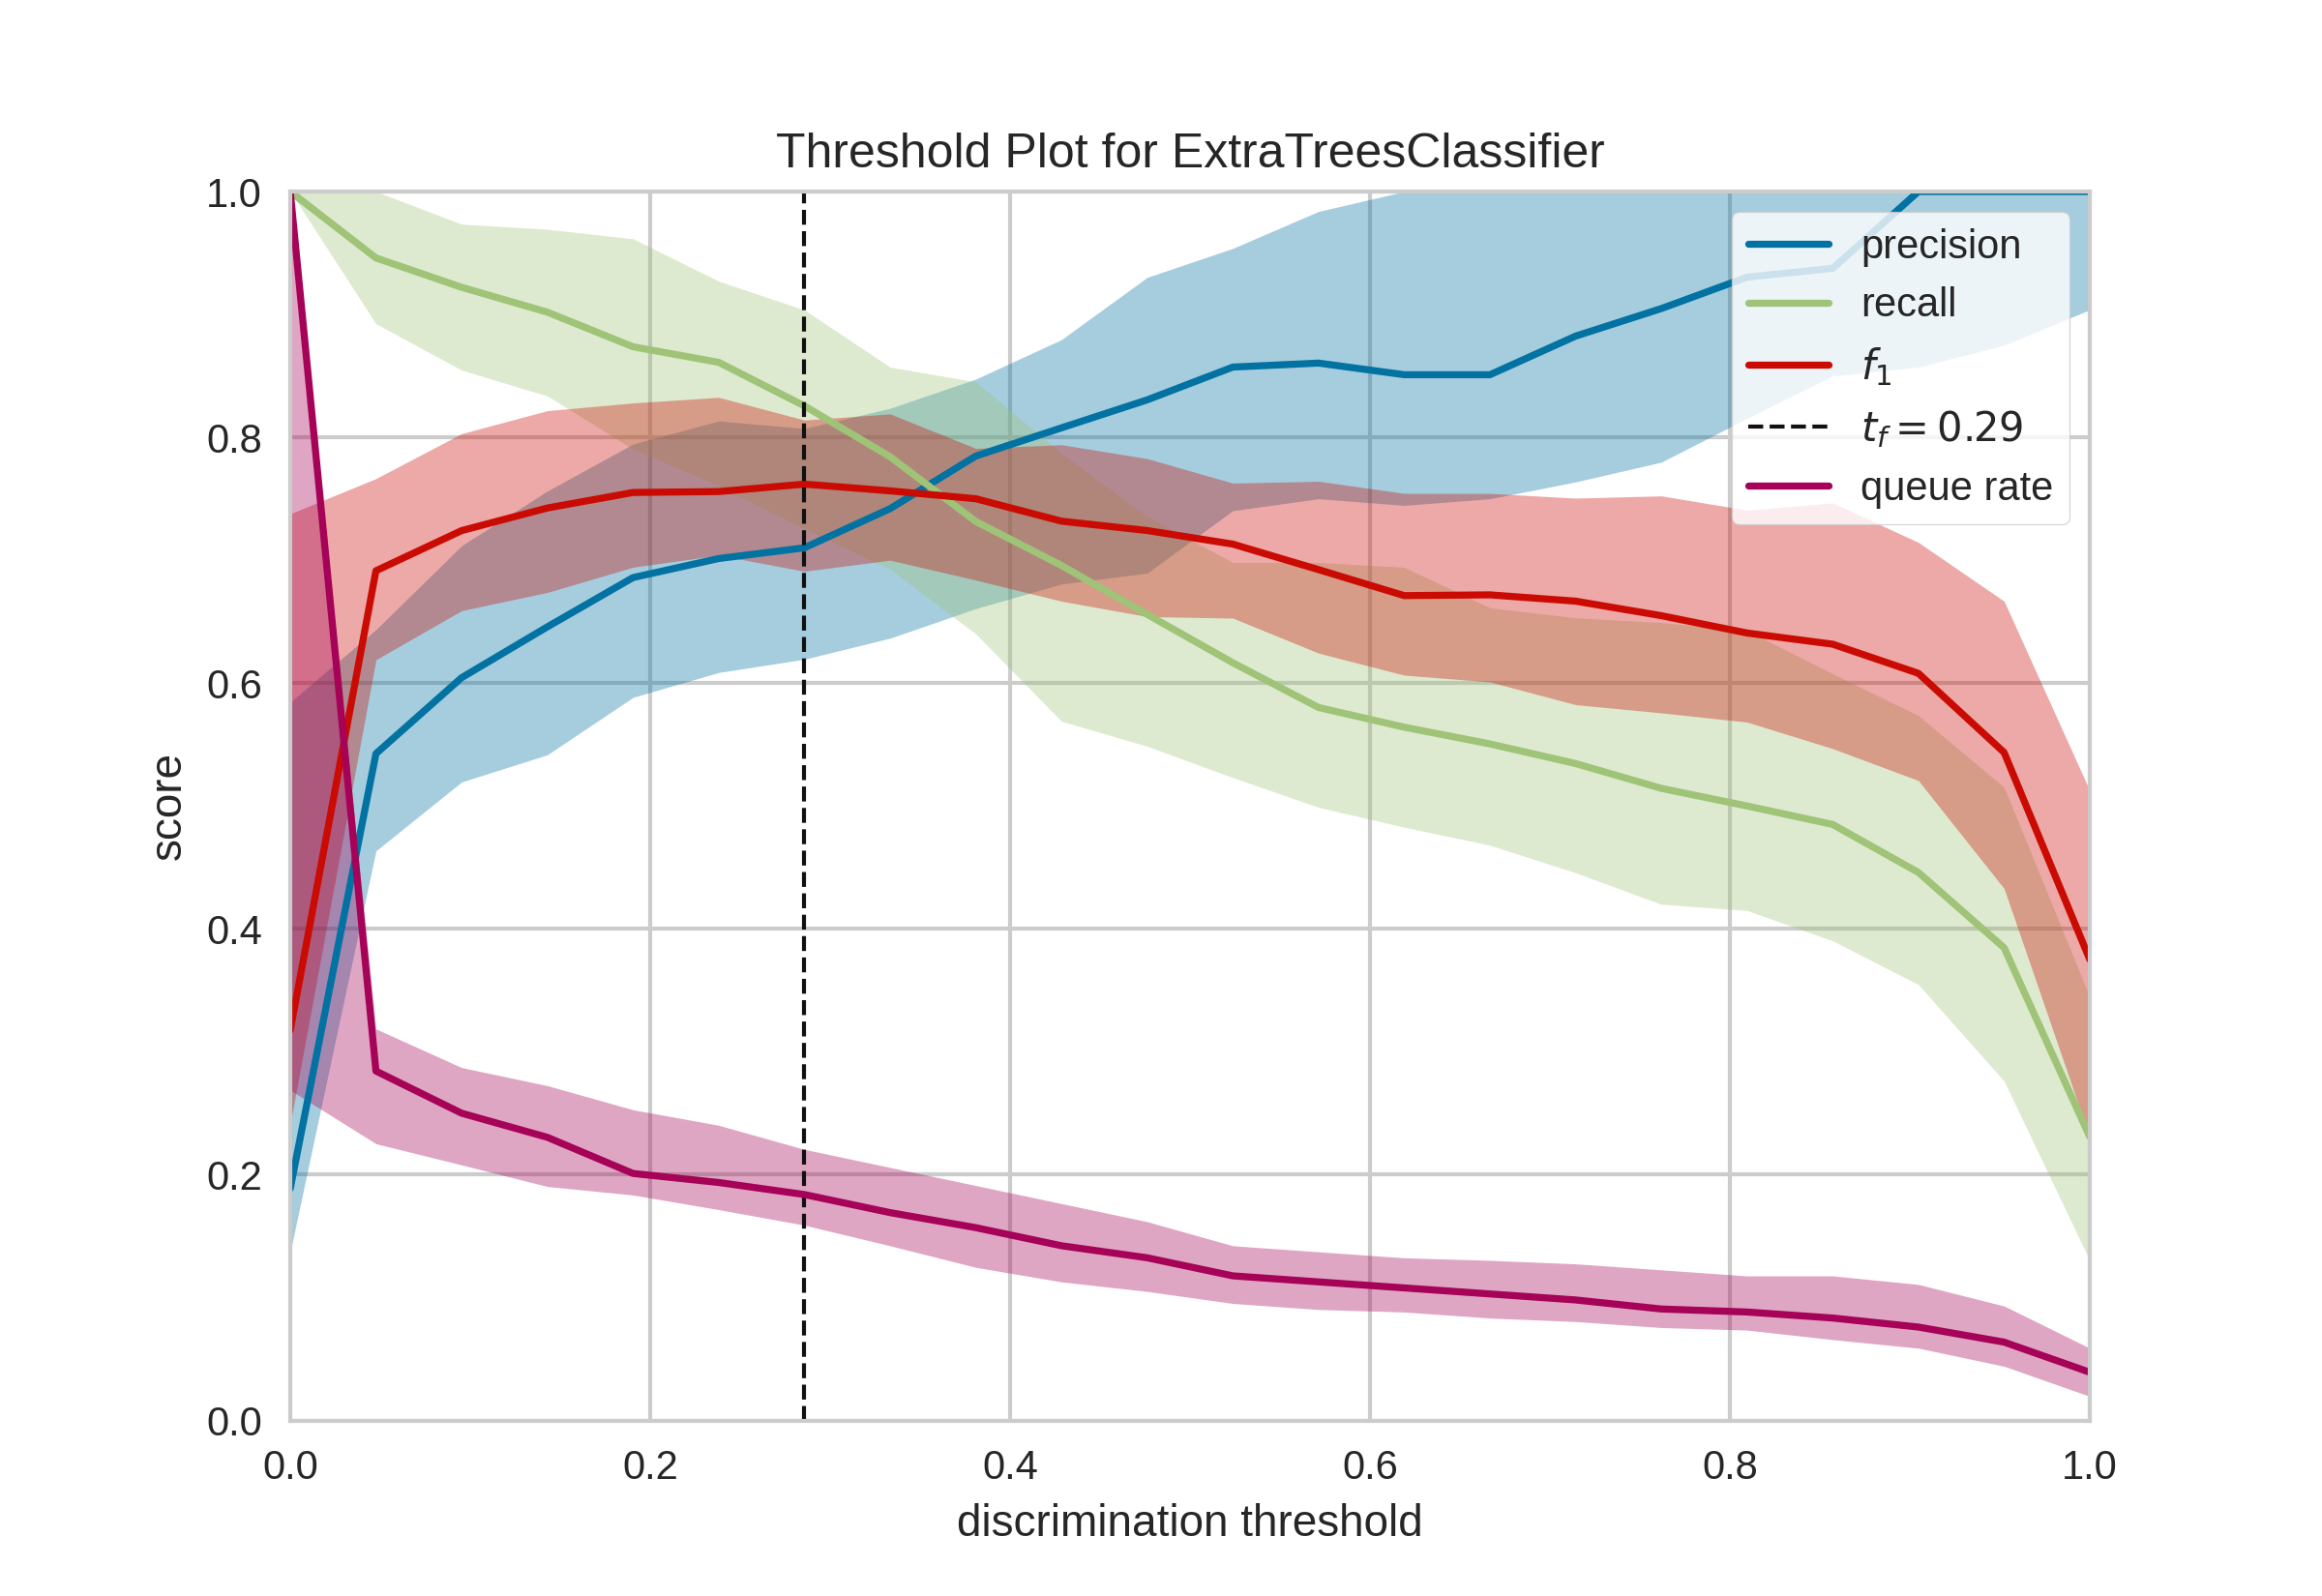 Threshold Plot for ExtraTreesClassifier
1.0
0.8
0.6
0.4
0.2
0.0
score
precision
recall
f1
tf = 0.29
queue rate
0.0 0.2 0.4 0.6 0.8 1.0
discrimination threshold